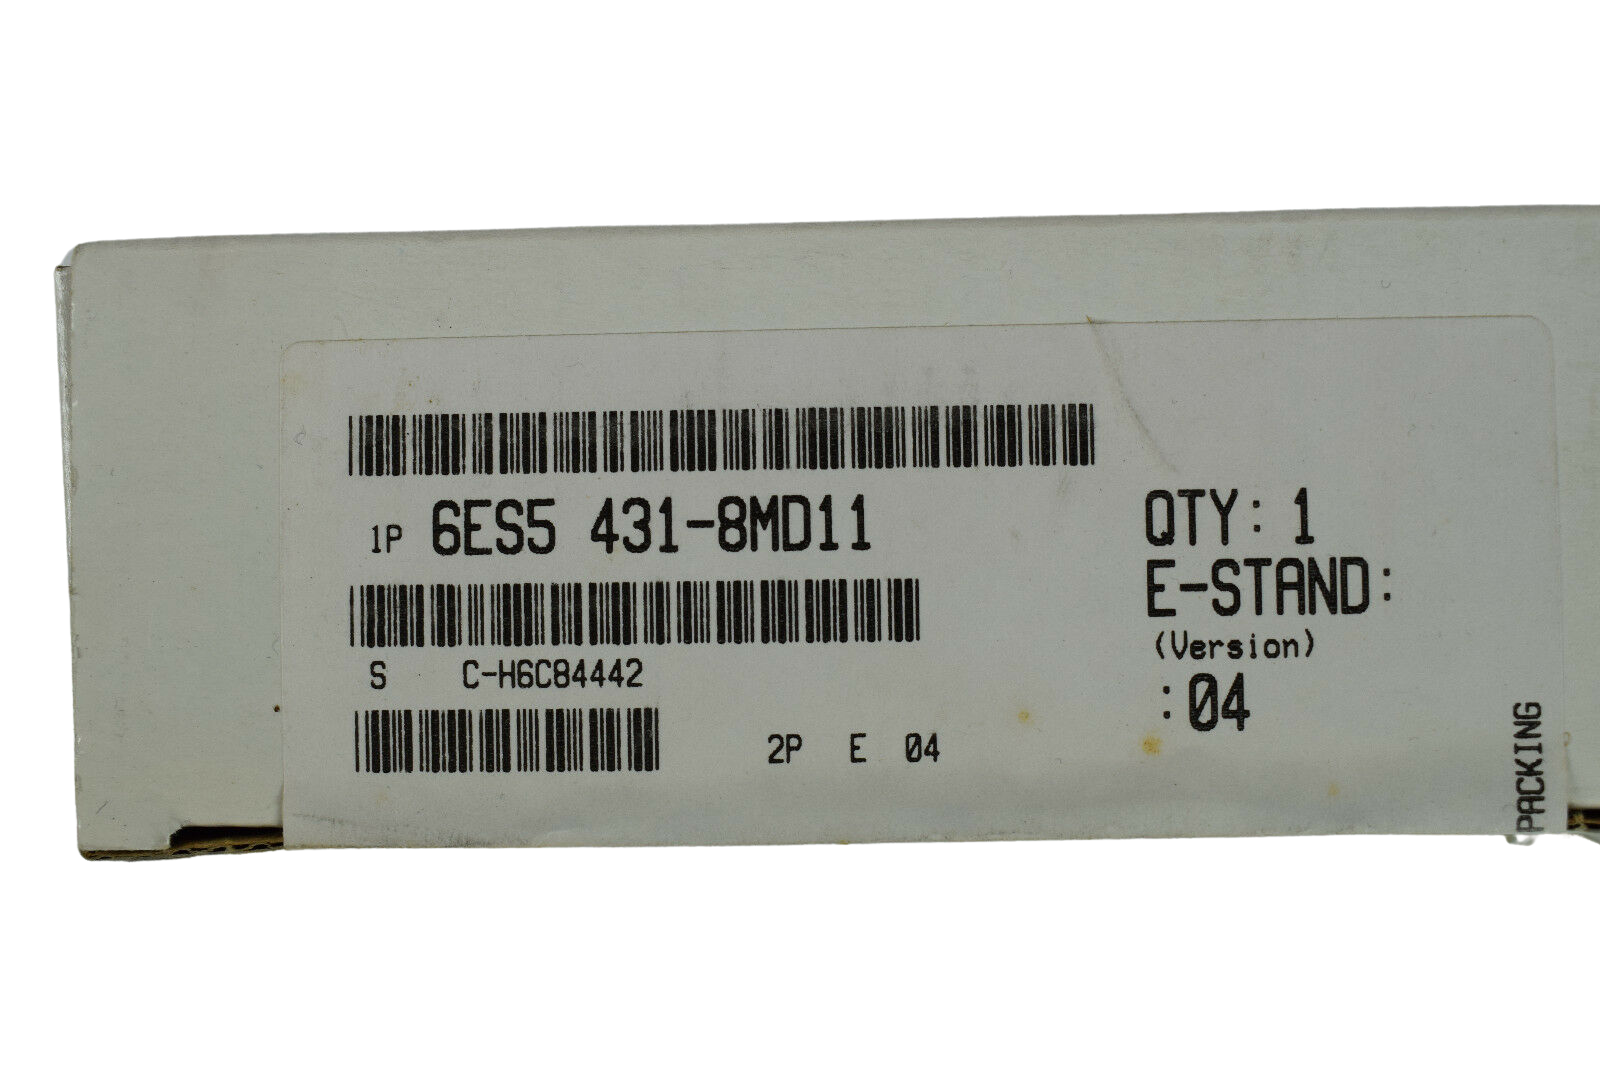 1P 6ES5 431-8MD11
S C-H6C84442
2P E 04
QTY: 1
E-STAND:
(Version)
:04
PACKING